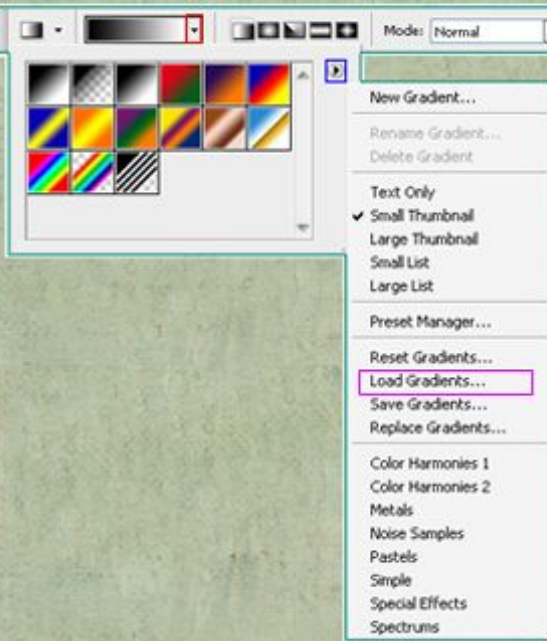 Mode: Normal
New Gradient...
Rename Gradient...
Delete Gradient
Text Only
Small Thumbnail
Large Thumbnail
Small List
Large List
Preset Manager...
Reset Gradients...
Load Gradients...
Save Gradients...
Replace Gradients...
Color Harmonies 1
Color Harmonies 2
Metals
Noise Samples
Pastels
Simple
Special Effects
Spectrums